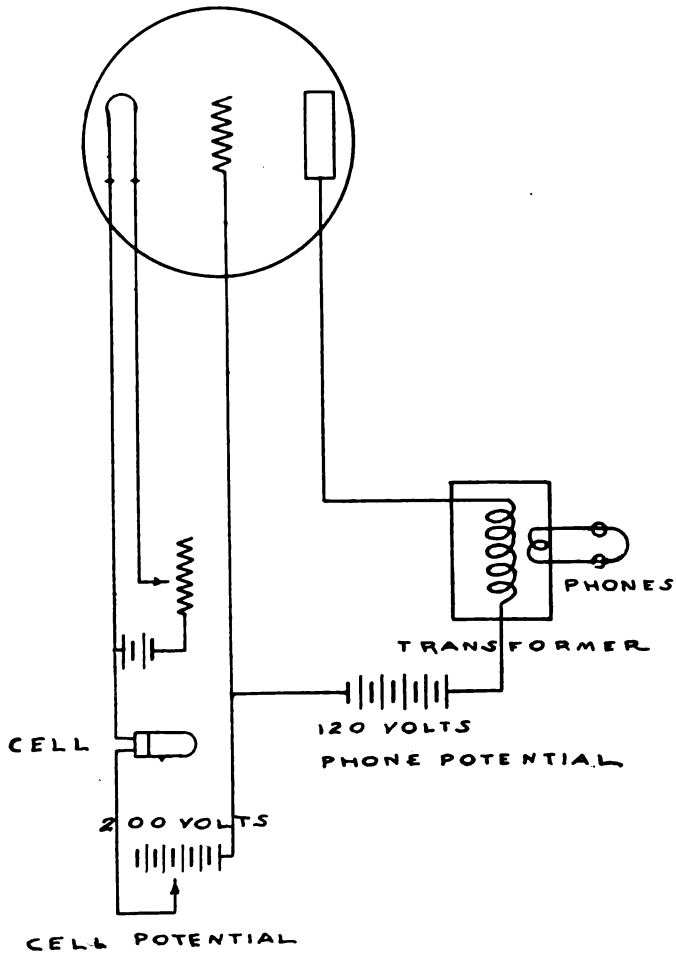 PHONES
TRANSFORMER
120 VOLTS
PHONE POTENTIAL
CELL
200 VOLTS
CELL POTENTIAL